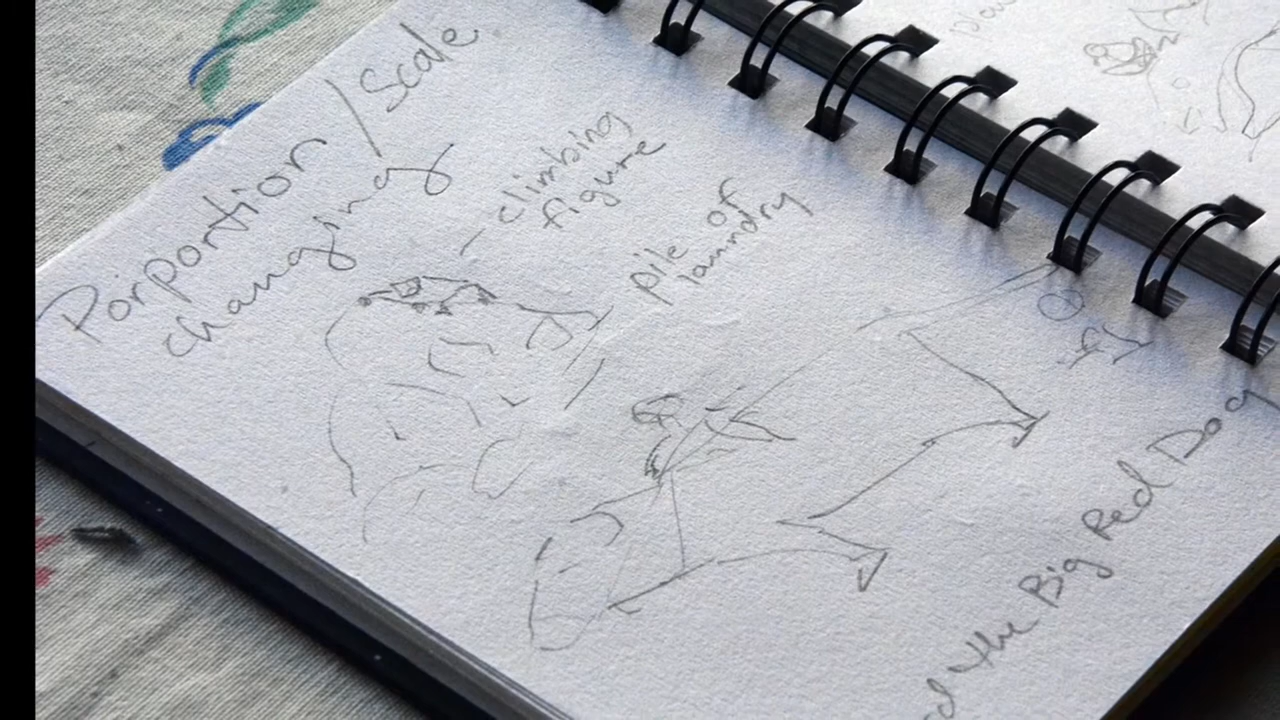 Porportion/Scale
changing
climbing
figure
pile of
laundry
the Big Red Dog